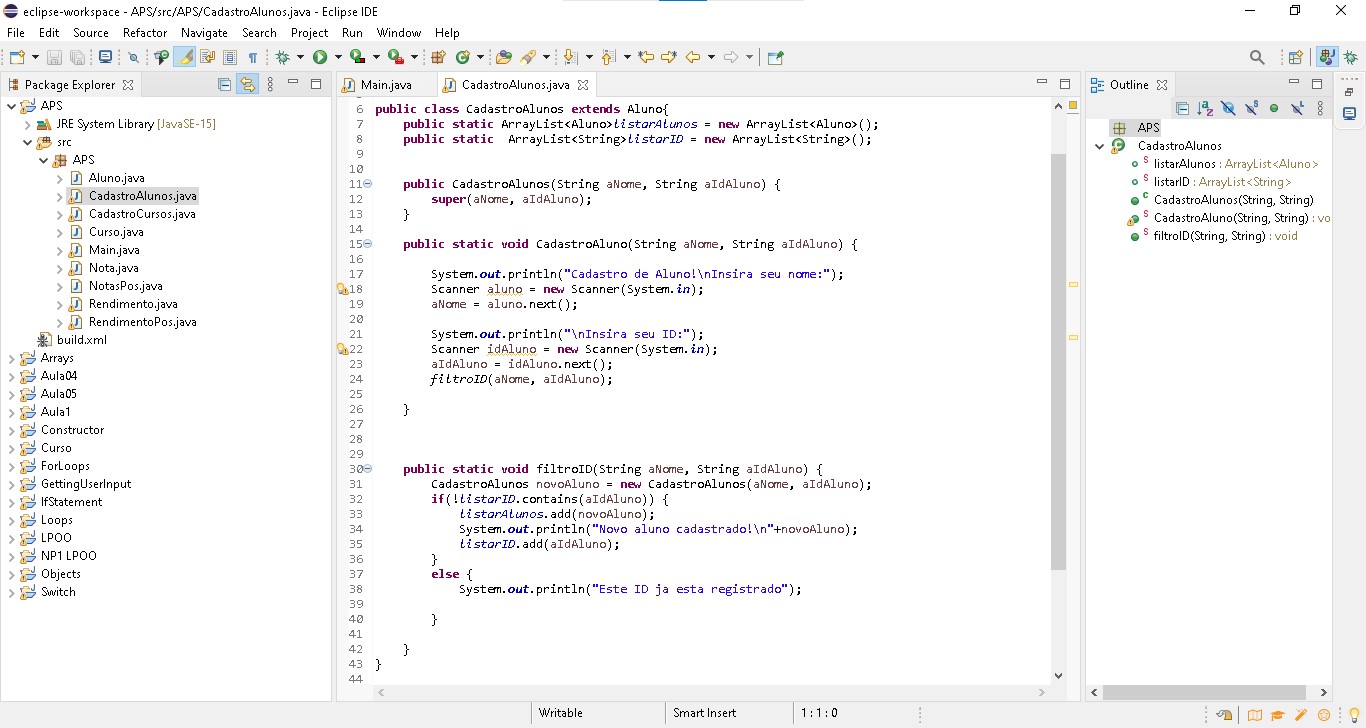 eclipse-workspace - APS/src/APS/CadastroAlunos.java - Eclipse IDE
File Edit Source Refactor Navigate Search Project Run Window Help
Package Explorer
APS
JRE System Library [JavaSE-15]
src
APS
Aluno.java
CadastroAlunos.java
CadastroCursos.java
Curso.java
Main.java
Nota.java
NotasPos.java
Rendimento.java
RendimentoPos.java
build.xml
Arrays
Aula04
Aula05
Aula1
Constructor
Curso
ForLoops
GettingUserInput
IfStatement
Loops
LPOO
NP1 LPOO
Objects
Switch
Main.java CadastroAlunos.java
6 public class CadastroAlunos extends Aluno{
7 public static ArrayList<Aluno>listarAlunos = new ArrayList<Aluno>();
8 public static ArrayList<String>listarID = new ArrayList<String>();
9
10
11 public CadastroAlunos(String aNome, String aIdAluno) {
12 super(aNome, aIdAluno);
13 }
14
15 public static void CadastroAluno(String aNome, String aIdAluno) {
16
17 System.out.println("Cadastro de Aluno!\nInsira seu nome:");
18 Scanner aluno = new Scanner(System.in);
19 aNome = aluno.next();
20
21 System.out.println("\nInsira seu ID:");
22 Scanner idAluno = new Scanner(System.in);
23 aIdAluno = idAluno.next();
24 filtroID(aNome, aIdAluno);
25
26 }
27
28
29
30 public static void filtroID(String aNome, String aIdAluno) {
31 CadastroAlunos novoAluno = new CadastroAlunos(aNome, aIdAluno);
32 if(!listarID.contains(aIdAluno)) {
33 listarAlunos.add(novoAluno);
34 System.out.println("Novo aluno cadastrado!\n"+novoAluno);
35 listarID.add(aIdAluno);
36 }
37 else {
38 System.out.println("Este ID ja esta registrado");
39
40 }
41
42 }
43 }
44
Outline
APS
CadastroAlunos
listarAlunos : ArrayList<Aluno>
listarID : ArrayList<String>
CadastroAlunos(String, String)
CadastroAluno(String, String) : vo
filtroID(String, String) : void
Writable Smart Insert 1 : 1 : 0